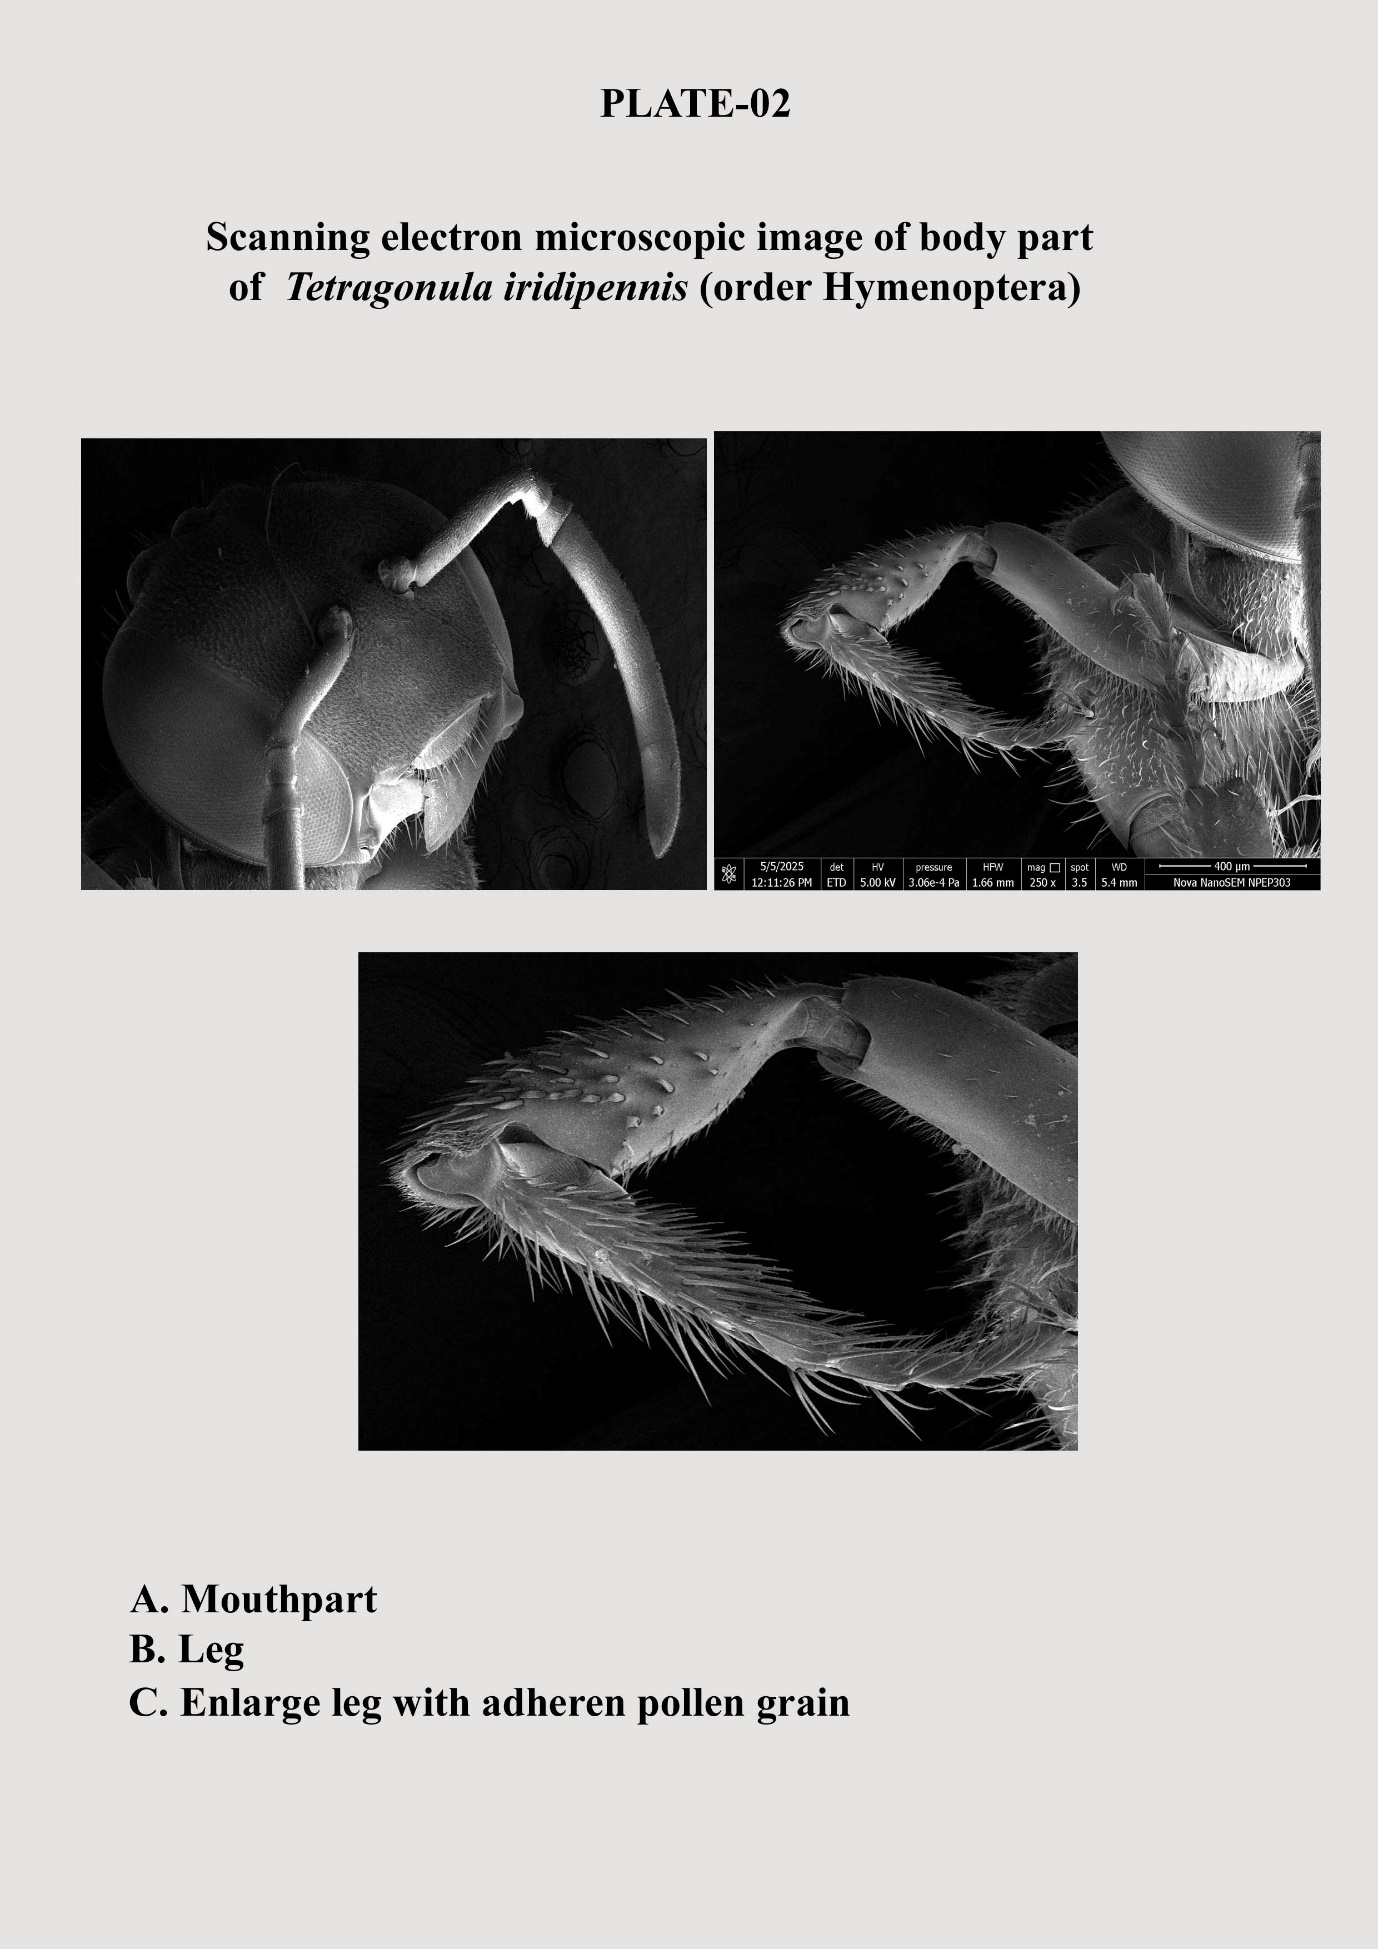 PLATE-02
Scanning electron microscopic image of body part
of Tetragonula iridipennis (order Hymenoptera)
5/5/2025 det HV pressure HFW mag spot WD 400 µm
12:11:26 PM ETD 5.00 kV 3.06e-4 Pa 1.66 mm 250 x 3.5 5.4 mm Nova NanoSEM NPEP303
A. Mouthpart
B. Leg
C. Enlarge leg with adheren pollen grain